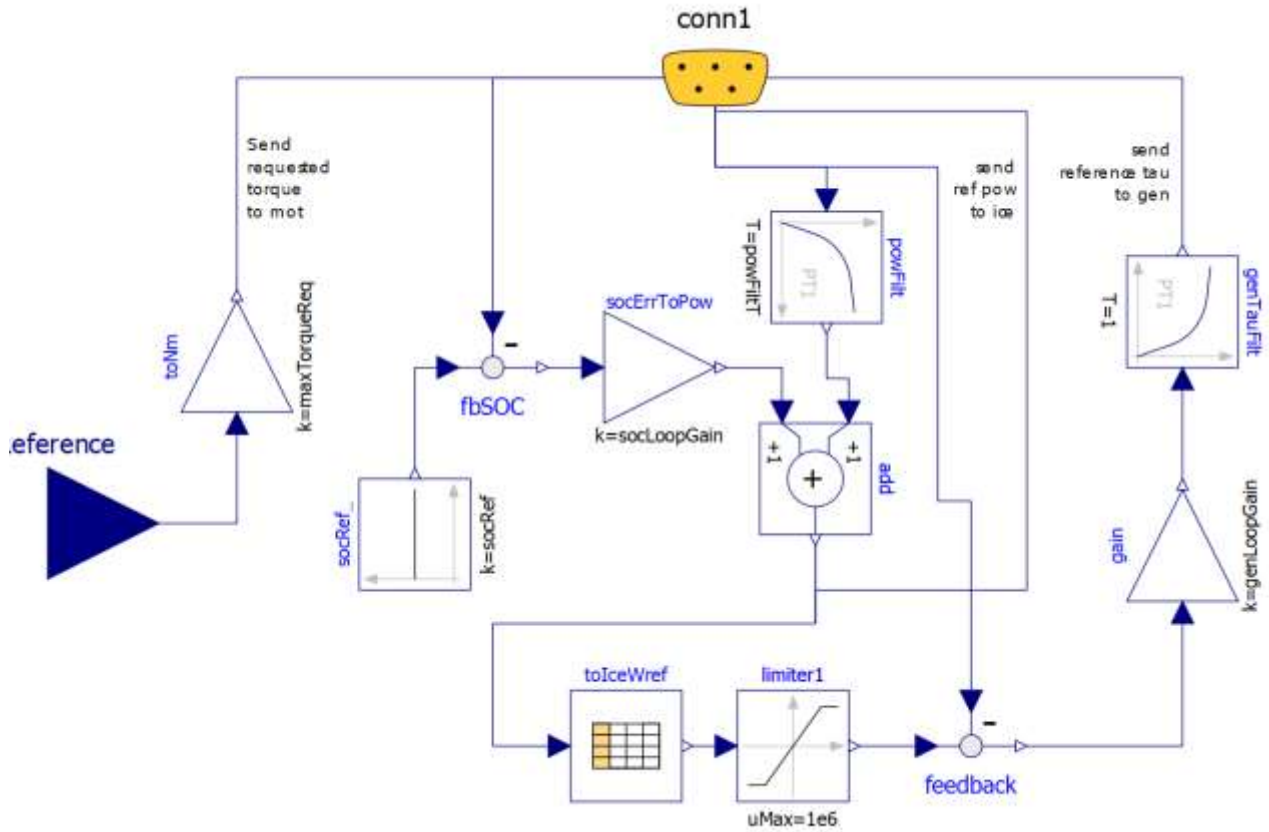 conn1
Send
requested
torque
to mot
send
ref pow
to ice
send
reference tau
to gen
T=powFiltT
PT1
powFilt
T=1
PT1
genTauFilt
toNm
k=maxTorqueReq
socErrToPow
k=socLoopGain
-
fbSOC
eference
socRef_
k=socRef
+1
+1
+
add
gain
k=genLoopGain
toIceWref
limiter1
uMax=1e6
-
feedback